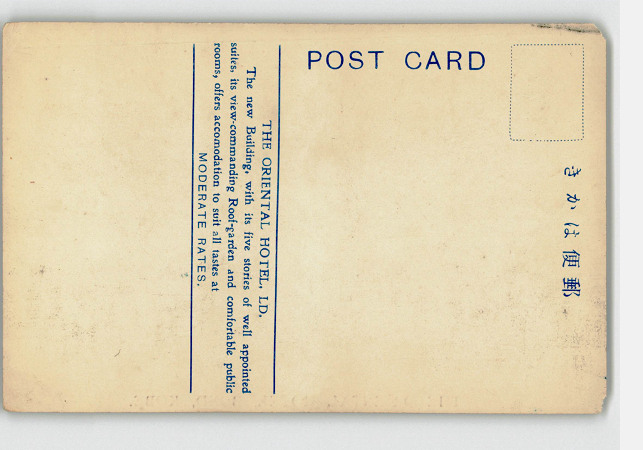 POST CARD
郵便はかき
THE ORIENTAL HOTEL, LD.
The new Building, with its five stories of well appointed
suites, its view-commanding Roof-garden and comfortable public
rooms, offers accomodation to suit all tastes at
MODERATE RATES.